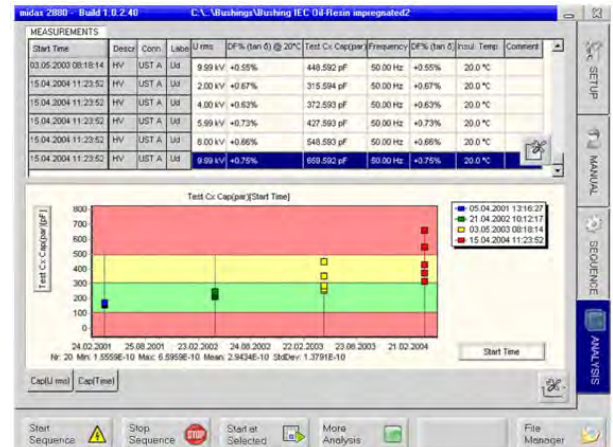 midas 2880 - Build 1.0.2.40 C:\..\Bushings\Bushing IEC Oil-Resin impregnated2
MEASUREMENTS
Start Time Descr Conn. Labe U rms DF% (tan δ) @ 20°C Test Cx Cap(par) Frequency DF% (tan δ) Insul. Temp. Comment
03.05.2003 08:18:14 HV UST A Ud 9.99 kV +0.55% 448.592 pF 50.00 Hz +0.55% 20.0 °C
15.04.2004 11:23:52 HV UST A Ud 2.00 kV +0.67% 315.594 pF 50.00 Hz +0.67% 20.0 °C
15.04.2004 11:23:52 HV UST A Ud 4.00 kV +0.63% 372.593 pF 50.00 Hz +0.63% 20.0 °C
15.04.2004 11:23:52 HV UST A Ud 5.99 kV +0.73% 427.593 pF 50.00 Hz +0.73% 20.0 °C
15.04.2004 11:23:52 HV UST A Ud 8.00 kV +0.66% 548.593 pF 50.00 Hz +0.66% 20.0 °C
15.04.2004 11:23:52 HV UST A Ud 9.99 kV +0.75% 659.592 pF 50.00 Hz +0.75% 20.0 °C
SETUP
MANUAL
SEQUENCE
ANALYSIS
Test Cx Cap(par)[Start Time]
Test Cx Cap(par)[pF]
800
700
600
500
400
300
200
100
0
24.02.2001 25.08.2001 23.02.2002 24.08.2002 22.02.2003 23.08.2003 21.02.2004
05.04.2001 13:16:27
21.04.2002 10:12:17
03.05.2003 08:18:14
15.04.2004 11:23:52
Start Time
Nr: 20 Min: 1.5559E-10 Max: 6.5959E-10 Mean: 2.9434E-10 StdDev: 1.3791E-10
Cap(U rms) Cap(Time)
Start Sequence
Stop Sequence
STOP
Start at Selected
More Analysis
File Manager